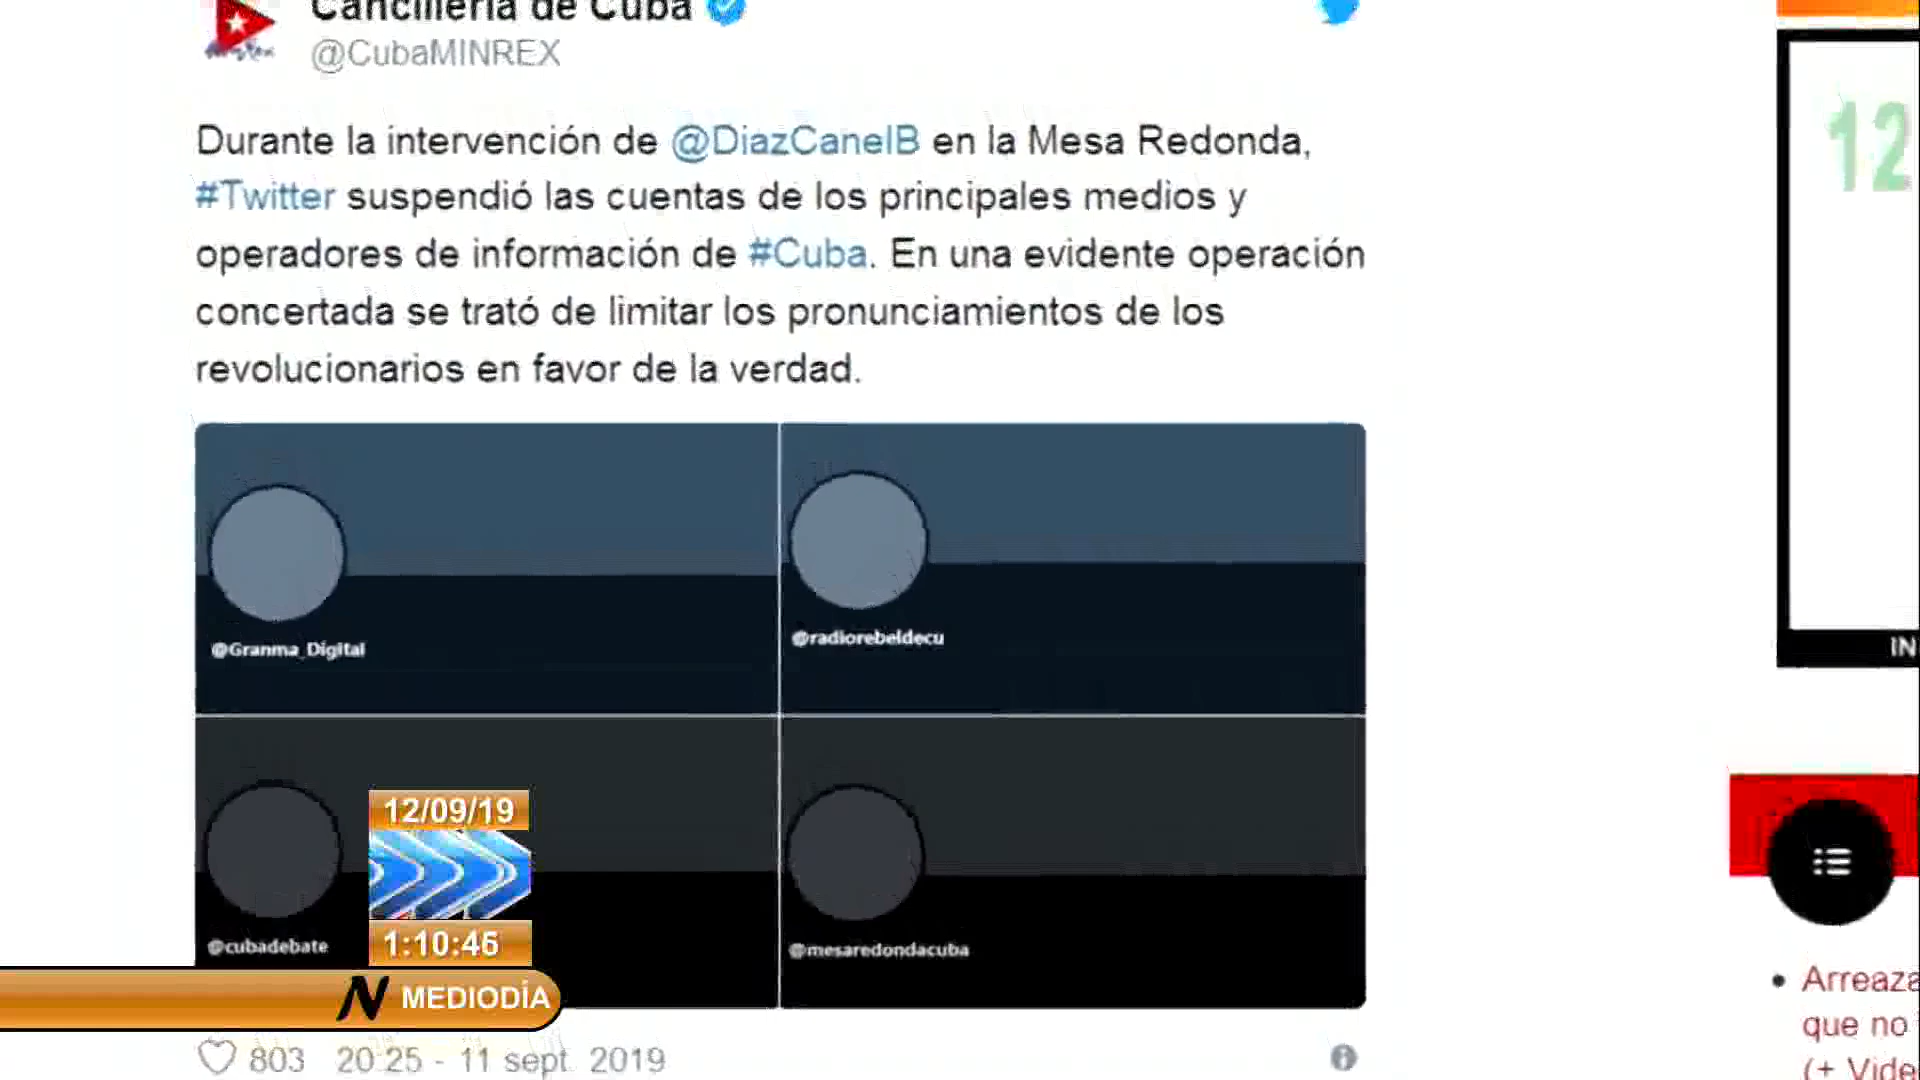 Cancillería de Cuba
@CubaMINREX
Durante la intervención de @DiazCanelB en la Mesa Redonda,
#Twitter suspendió las cuentas de los principales medios y
operadores de información de #Cuba. En una evidente operación
concertada se trató de limitar los pronunciamientos de los
revolucionarios en favor de la verdad.
@Granma_Digital
@radiorebeldecu
@cubadebate
@mesaredondacuba
12/09/19
1:10:46
N MEDIODÍA
803 20:25 - 11 sept. 2019
12
IN
Arreaza
que no
(+ Vide